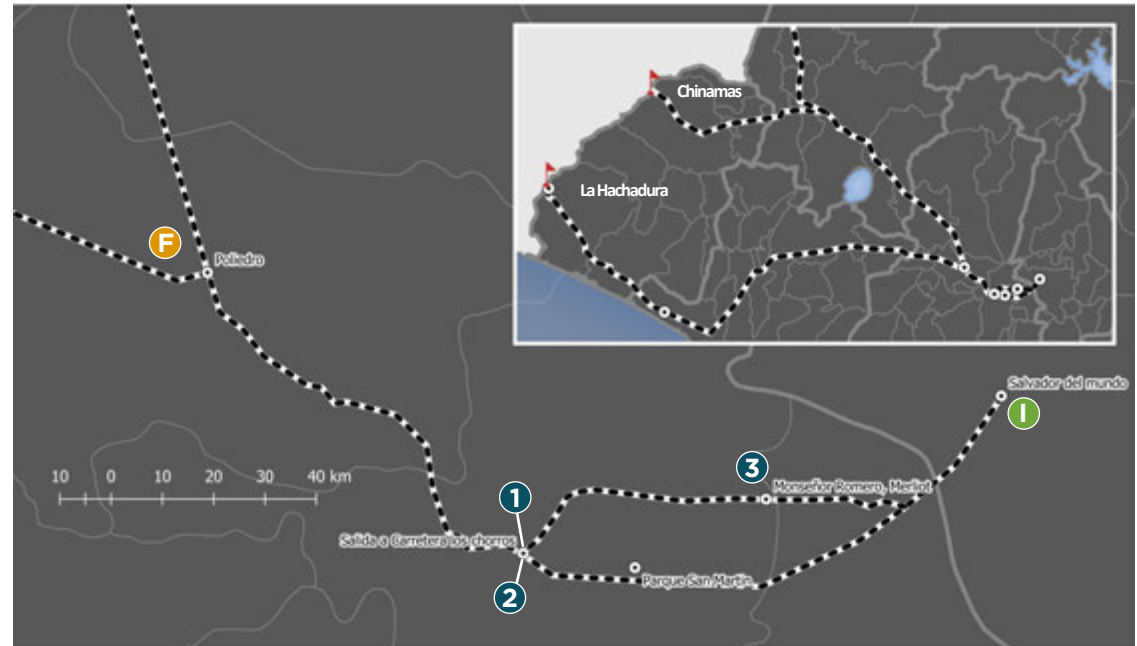 Chinamas
La Hachadura
F
Poliedro
Salvador del mundo
I
10 0 10 20 30 40 km
3
Monseñor Romero, Merliot
1
Salida a Carretera los chorros
Parque San Martín
2